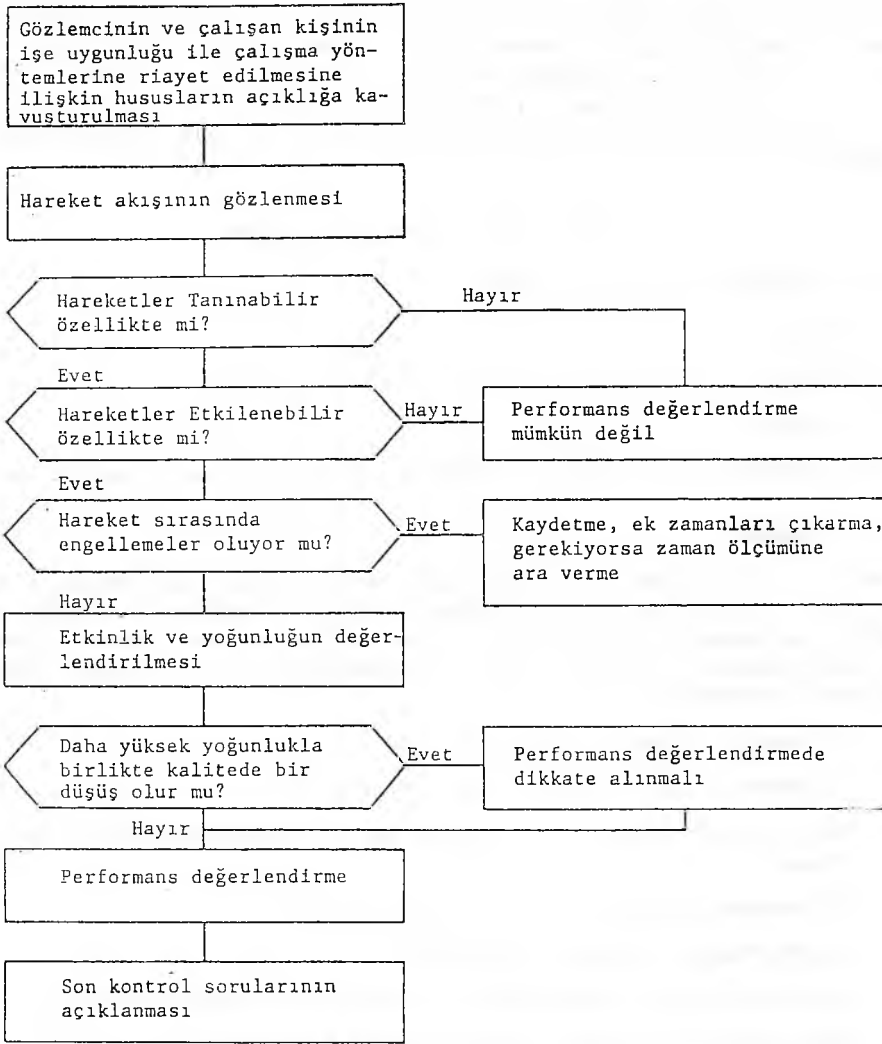 Gözlemcinin ve çalışan kişinin
işe uygunluğu ile çalışma yön-
temlerine riayet edilmesine
ilişkin hususların açıklığa ka-
vuşturulması
Hareket akışının gözlenmesi
Hareketler Tanınabilir
özellikte mi?
Hayır
Evet
Hareketler Etkilenebilir
özellikte mi?
Hayır
Performans değerlendirme
mümkün değil
Evet
Hareket sırasında
engellemeler oluyor mu?
Evet
Kaydetme, ek zamanları çıkarma,
gerekiyorsa zaman ölçümüne
ara verme
Hayır
Etkinlik ve yoğunluğun değer-
lendirilmesi
Daha yüksek yoğunlukla
birlikte kalitede bir
düşüş olur mu?
Evet
Performans değerlendirmede
dikkate alınmalı
Hayır
Performans değerlendirme
Son kontrol sorularının
açıklanması